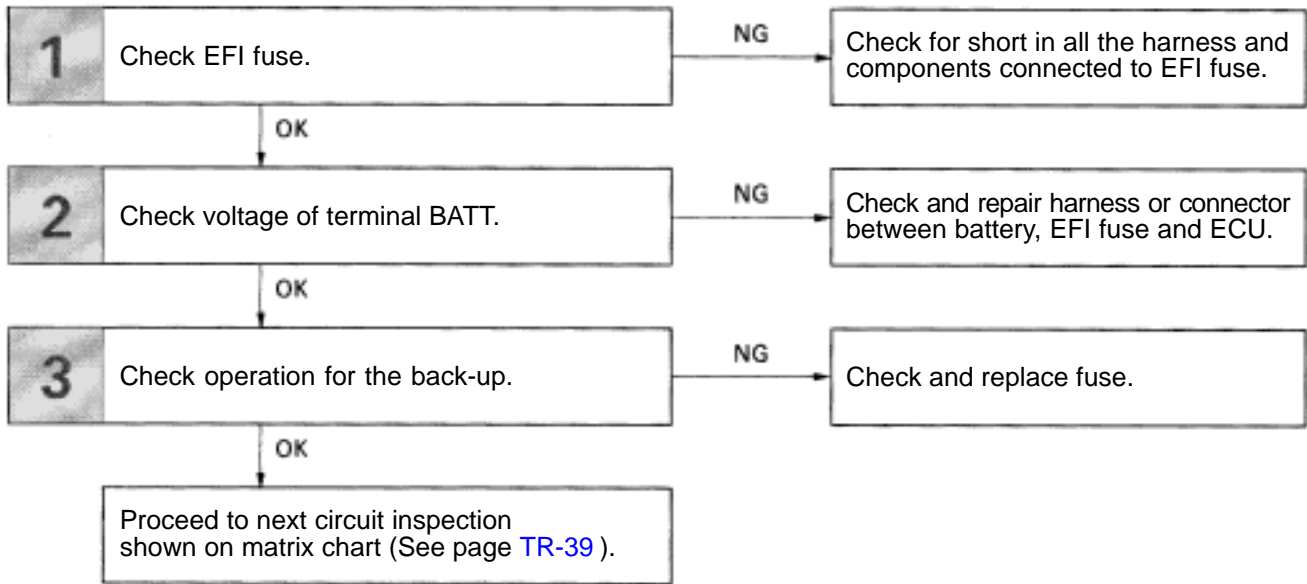 1
Check EFI fuse.
NG
Check for short in all the harness and
components connected to EFI fuse.
OK
2
Check voltage of terminal BATT.
NG
Check and repair harness or connector
between battery, EFI fuse and ECU.
OK
3
Check operation for the back-up.
NG
Check and replace fuse.
OK
Proceed to next circuit inspection
shown on matrix chart (See page TR-39 ).